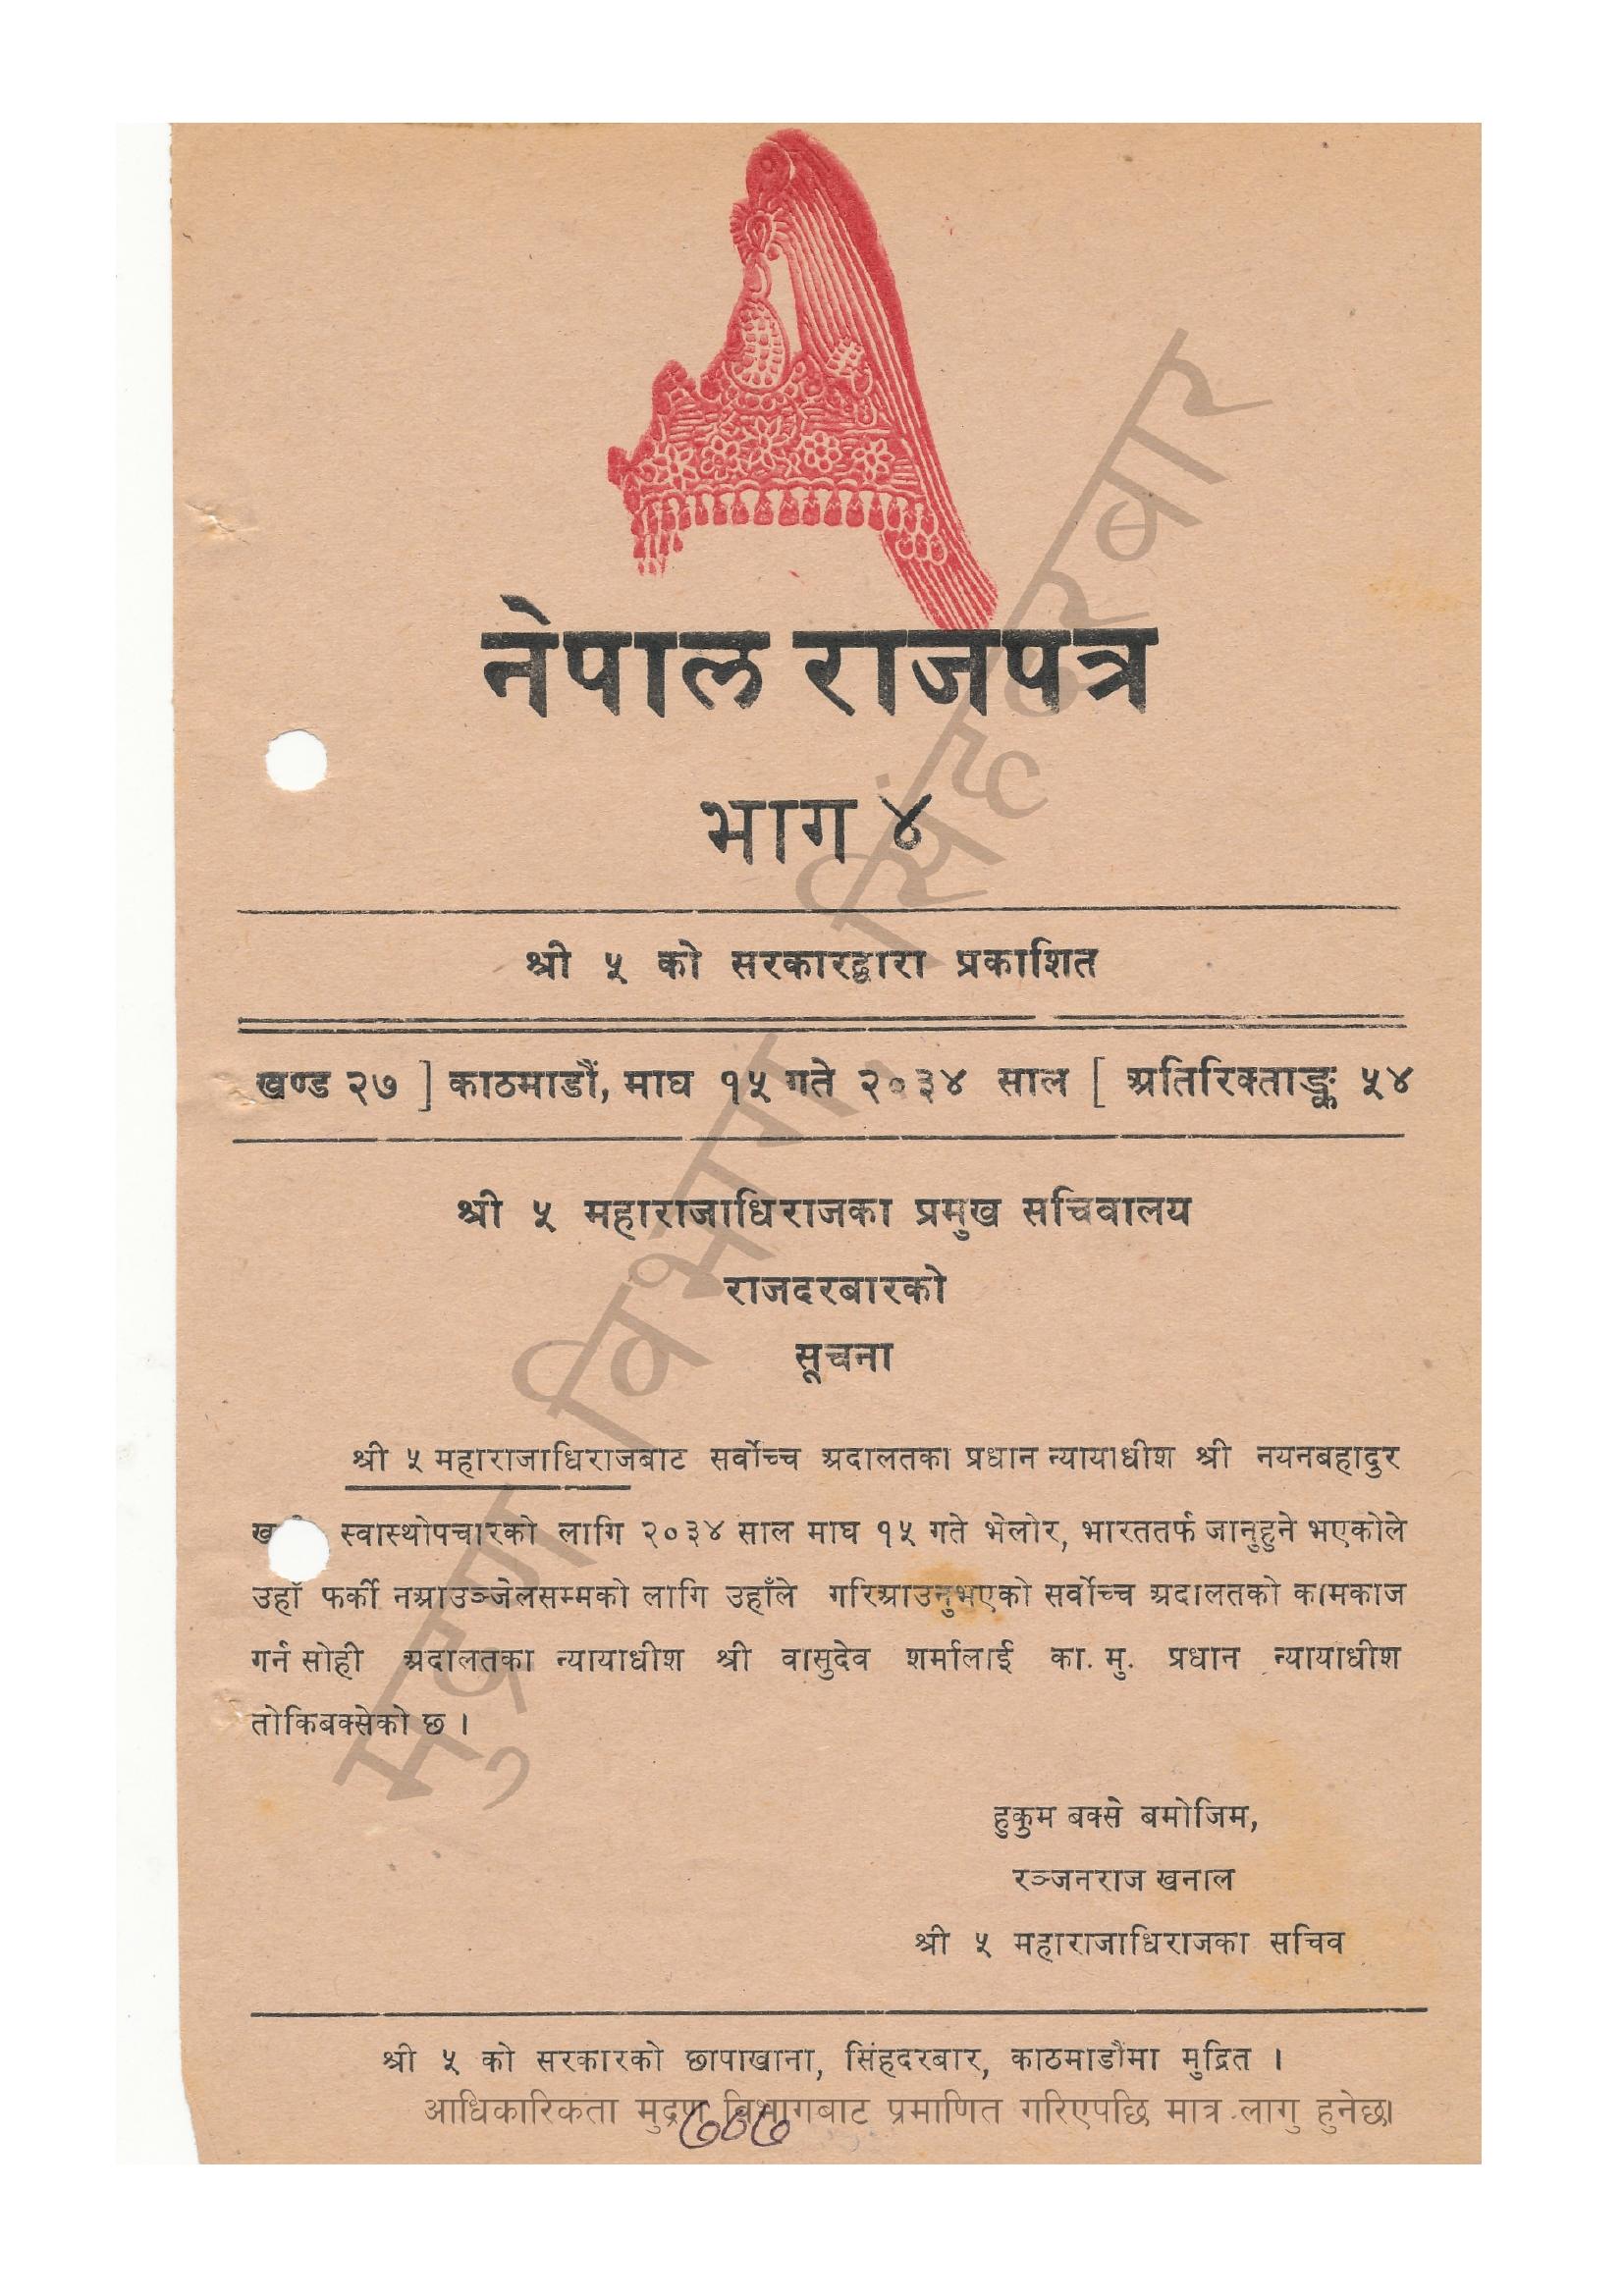 नेपाल राजपत्र
भाग ४
श्री ५ को सरकारद्वारा प्रकाशित
खण्ड २७ ] काठमाडौं, माघ १५ गते २०३४ साल [ अतिरिक्ताङ्क ५४
श्री ५ महाराजाधिराजका प्रमुख सचिवालय
राजदरबारको
सूचना
श्री ५ महाराजाधिराजबाट सर्वोच्च अदालतका प्रधान न्यायाधीश श्री नयनबहादुर
स्वास्थोपचारको लागि २०३४ साल माघ १५ गते भेलोर, भारततर्फ जानुहुने भएकोले
उहाँ फर्की नआउञ्जेलसम्मको लागि उहाँले गरिआउनुभएको सर्वोच्च अदालतको कामकाज
गर्न सोही अदालतका न्यायाधीश श्री वासुदेव शर्मालाई का. मु. प्रधान न्यायाधीश
तोकिबक्सेको छ ।
हुकुम बक्से बमोजिम,
रञ्जनराज खनाल
श्री ५ महाराजाधिराजका सचिव
श्री ५ को सरकारको छापाखाना, सिंहदरबार, काठमाडौंमा मुद्रित ।
आधिकारिकता मुद्रण विभागबाट प्रमाणित गरिएपछि मात्र लागु हुनेछ।
मुद्रण विभाग, सिंहदरबार